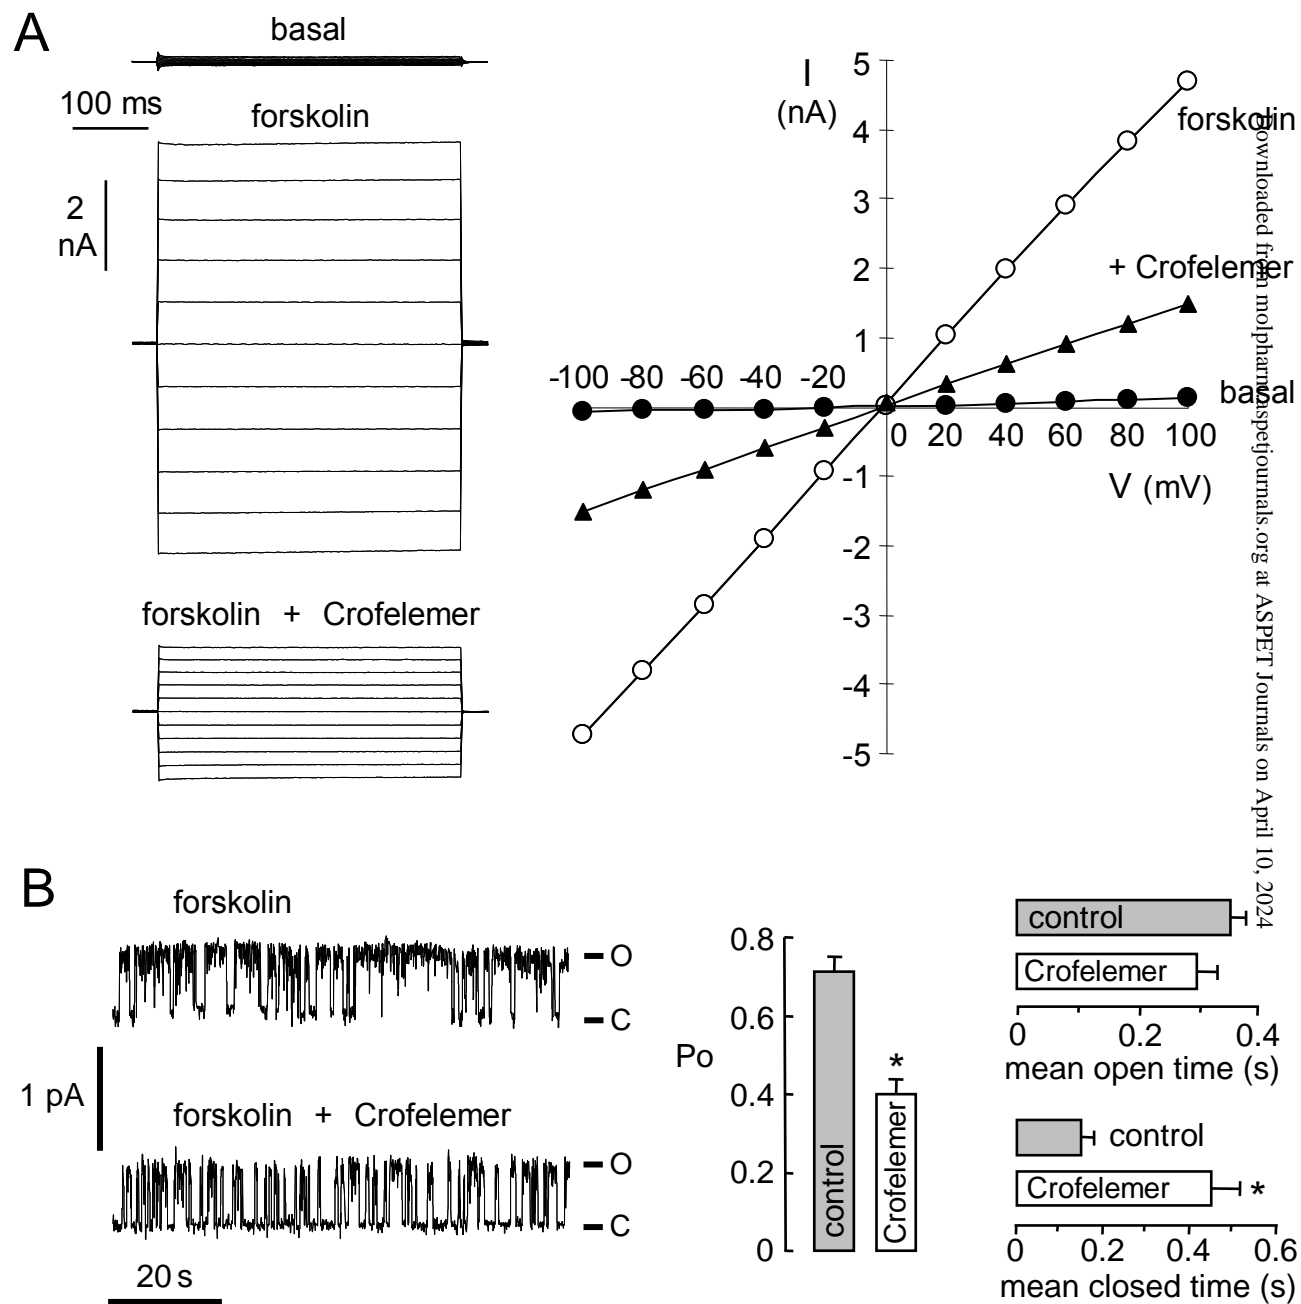 A
basal
100 ms
forskolin
2
nA
forskolin + Crofelemer
I
(nA)
5
4
3
2
1
-1
-2
-3
-4
-5
-100 -80 -60 -40 -20
0 20 40 60 80 100
V (mV)
forskolin
+ Crofelemer
basal
Downloaded from molpharm.aspetjournals.org at ASPET Journals on April 10, 2024
B
forskolin
O
C
1 pA
forskolin + Crofelemer
O
C
20 s
Po
0.8
0.6
0.4
0.2
0
control
Crofelemer
*
control
Crofelemer
0 0.2 0.4
mean open time (s)
control
Crofelemer *
0 0.2 0.4 0.6
mean closed time (s)